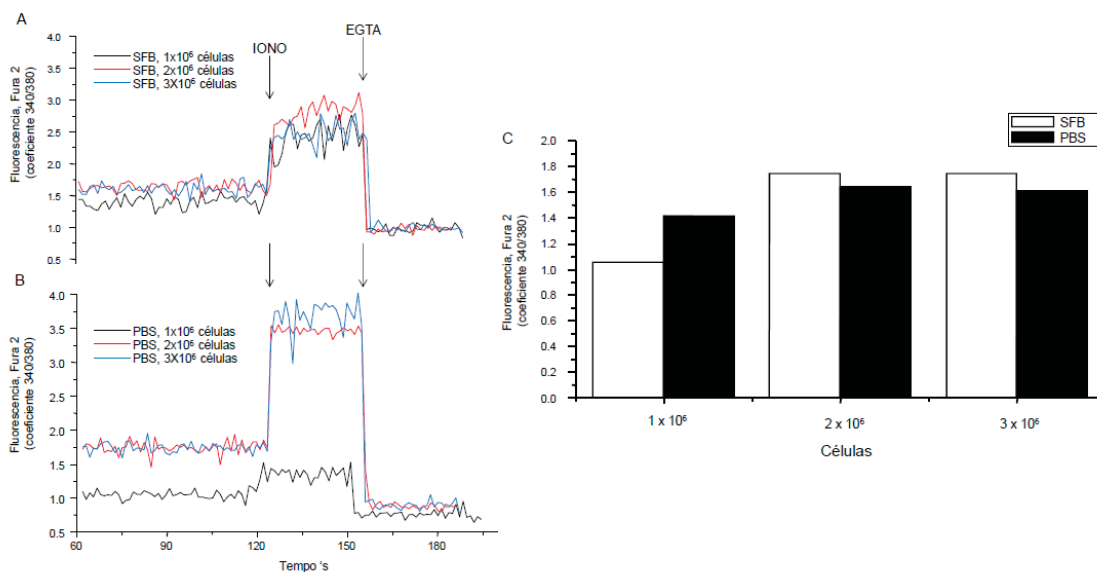 A
IONO
EGTA
SFB, 1x10⁶ células
SFB, 2x10⁶ células
SFB, 3X10⁶ células
Fluorescencia, Fura 2
(coeficiente 340/380)
4.0
3.5
3.0
2.5
2.0
1.5
1.0
0.5
B
PBS, 1x10⁶ células
PBS, 2x10⁶ células
PBS, 3X10⁶ células
Fluorescencia, Fura 2
(coeficiente 340/380)
4.0
3.5
3.0
2.5
2.0
1.5
1.0
0.5
60 90 120 150 180
Tempo 's
C
SFB
PBS
Fluorescencia, Fura 2
(coeficiente 340/380)
2.0
1.8
1.6
1.4
1.2
1.0
0.8
0.6
0.4
0.2
0.0
1 x 10⁶ 2 x 10⁶ 3 x 10⁶
Células